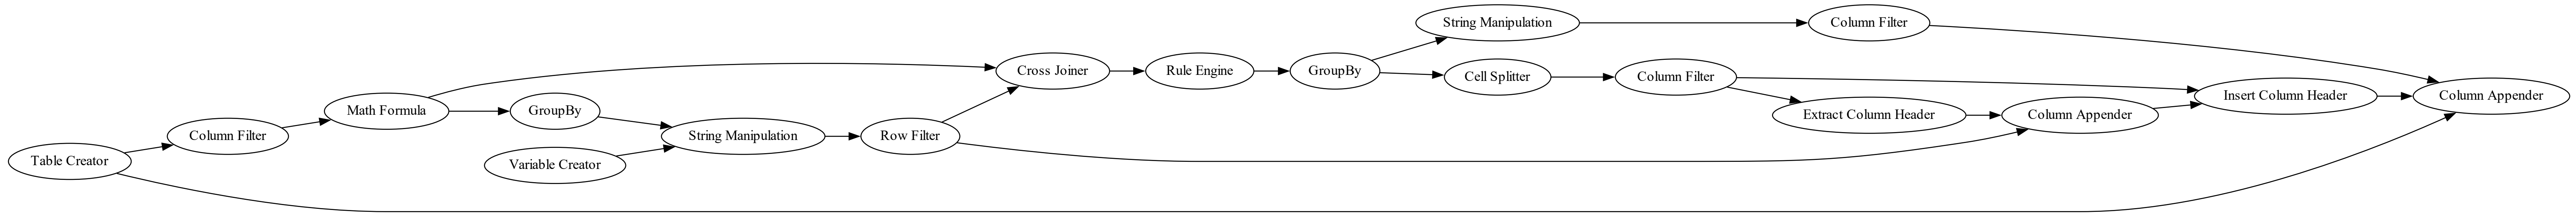 Table Creator
Column Filter
Math Formula
GroupBy
Variable Creator
String Manipulation
Row Filter
Cross Joiner
Rule Engine
GroupBy
String Manipulation
Cell Splitter
Column Filter
Column Filter
Extract Column Header
Column Appender
Insert Column Header
Column Appender